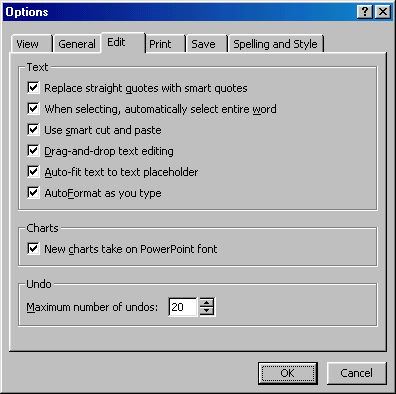 Options
View General Edit Print Save Spelling and Style
Text
Replace straight quotes with smart quotes
When selecting, automatically select entire word
Use smart cut and paste
Drag-and-drop text editing
Auto-fit text to text placeholder
AutoFormat as you type
Charts
New charts take on PowerPoint font
Undo
Maximum number of undos: 20
OK Cancel